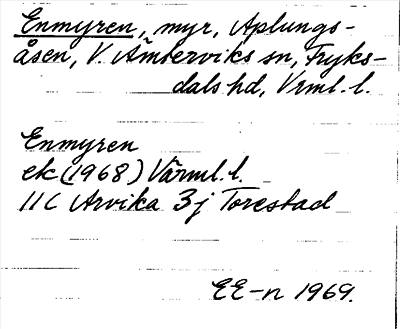 Enmyren, myr, Aplungs-
åsen, V. Ämterviks sn, Fryks-
dals hd, Vrml. l.
Enmyren
ek (1968) Värml. l.
11C Arvika 3j Torestad
EE-n 1969.